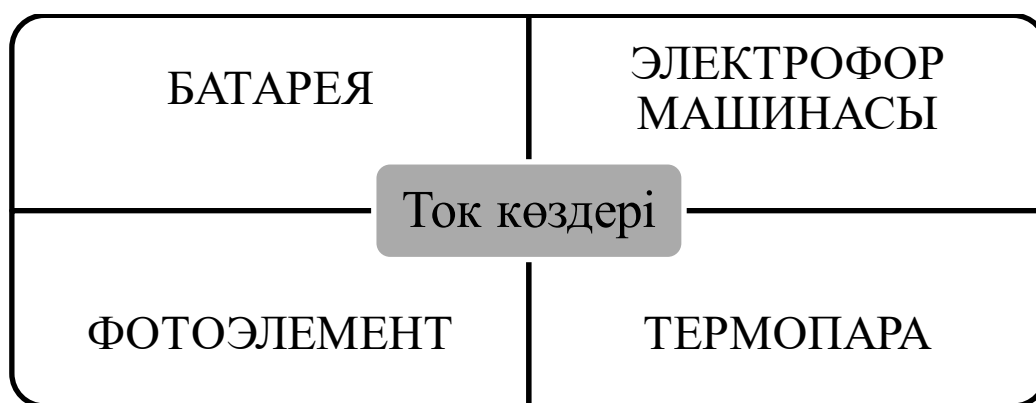 БАТАРЕЯ
ЭЛЕКТРОФОР
МАШИНАСЫ
Ток көздері
ФОТОЭЛЕМЕНТ
ТЕРМОПАРА